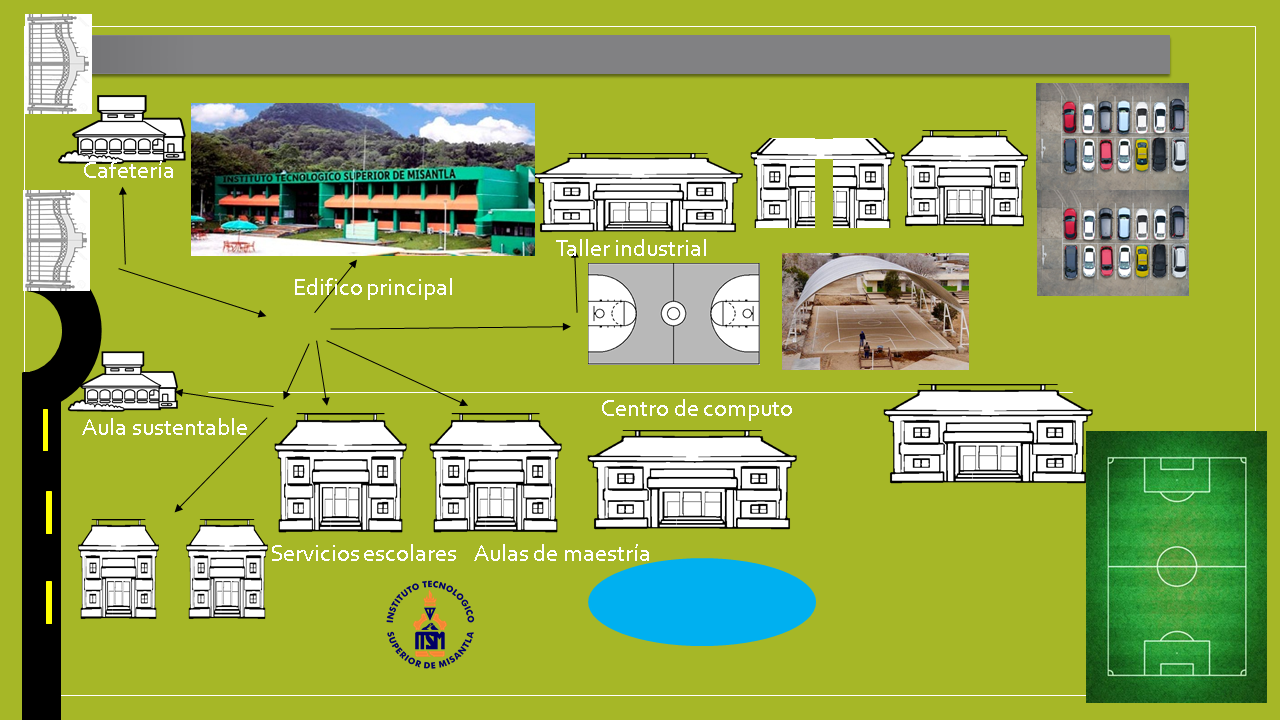 Cafetería
INSTITUTO TECNOLOGICO SUPERIOR DE MISANTLA
Taller industrial
Edifico principal
Centro de computo
Aula sustentable
Servicios escolares
Aulas de maestría
INSTITUTO TECNOLOGICO
ITSM
SUPERIOR DE MISANTLA